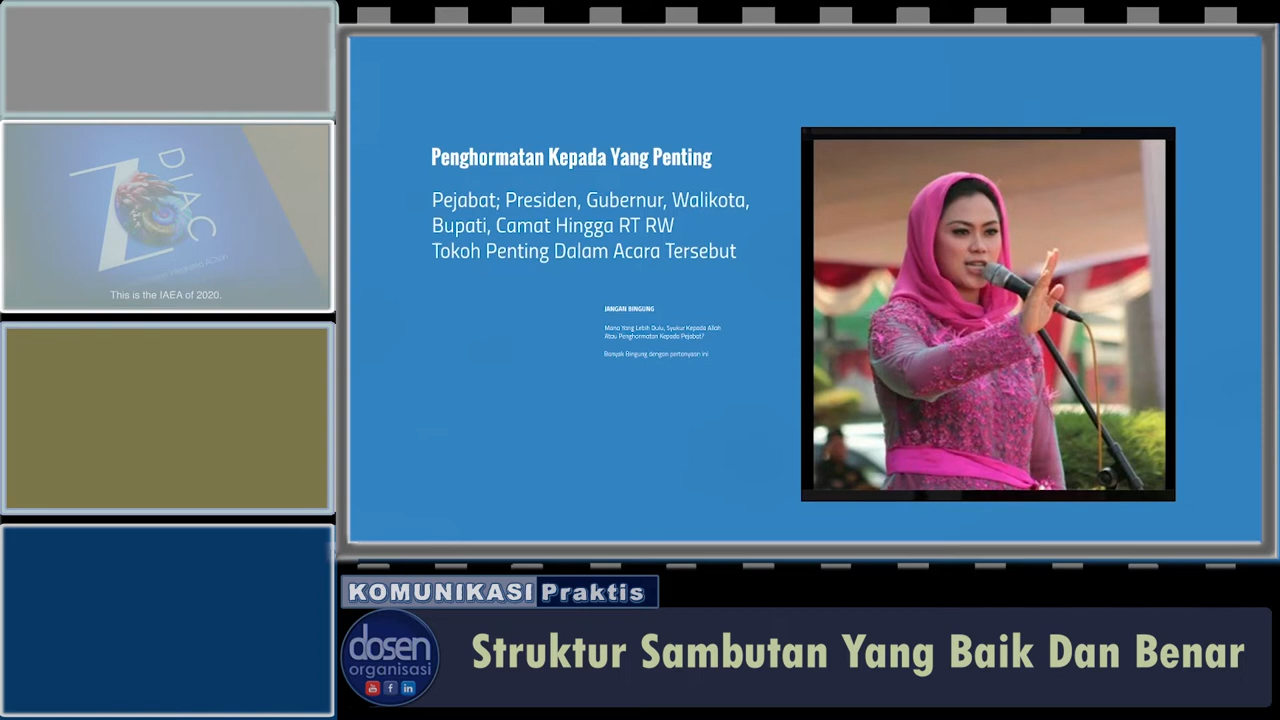 DIAC
This is the IAEA of 2020.
Penghormatan Kepada Yang Penting
Pejabat; Presiden, Gubernur, Walikota,
Bupati, Camat Hingga RT RW
Tokoh Penting Dalam Acara Tersebut
JANGAN BINGUNG
Mana Yang Lebih Dulu, Syukur Kepada Allah
Atau Penghormatan Kepada Pejabat?
Banyak Bingung dengan pertanyaan ini
KOMUNIKASI Praktis
dosen
organisasi
Struktur Sambutan Yang Baik Dan Benar